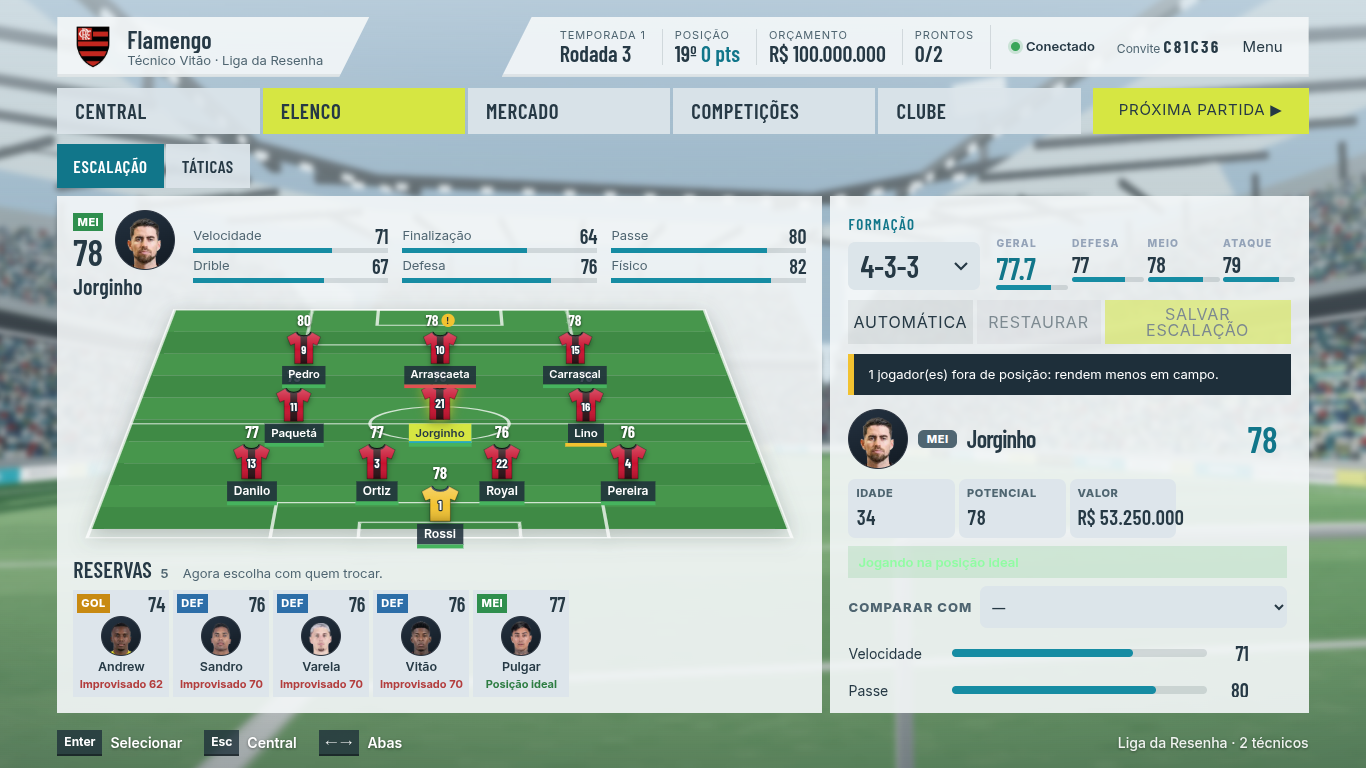 Flamengo
Técnico Vitão · Liga da Resenha
TEMPORADA 1
Rodada 3
POSIÇÃO
19º 0 pts
ORÇAMENTO
R$ 100.000.000
PRONTOS
0/2
Conectado
Convite C81C36
Menu
CENTRAL
ELENCO
MERCADO
COMPETIÇÕES
CLUBE
PRÓXIMA PARTIDA ▶
ESCALAÇÃO
TÁTICAS
MEI
78
Jorginho
Velocidade 71
Finalização 64
Passe 80
Drible 67
Defesa 76
Físico 82
80
9
Pedro
78 !
10
Arrascaeta
78
15
Carrascal
11
Paquetá
21
Jorginho
16
Lino
77
13
Danilo
77
3
Ortiz
76
22
Royal
76
4
Pereira
78
1
Rossi
RESERVAS 5 Agora escolha com quem trocar.
GOL 74
Andrew
Improvisado 62
DEF 76
Sandro
Improvisado 70
DEF 76
Varela
Improvisado 70
DEF 76
Vitão
Improvisado 70
MEI 77
Pulgar
Posição ideal
FORMAÇÃO
4-3-3
GERAL
77.7
DEFESA
77
MEIO
78
ATAQUE
79
AUTOMÁTICA
RESTAURAR
SALVAR
ESCALAÇÃO
1 jogador(es) fora de posição: rendem menos em campo.
MEI Jorginho 78
IDADE
34
POTENCIAL
78
VALOR
R$ 53.250.000
Jogando na posição ideal
COMPARAR COM —
Velocidade 71
Passe 80
Enter Selecionar
Esc Central
←→ Abas
Liga da Resenha · 2 técnicos